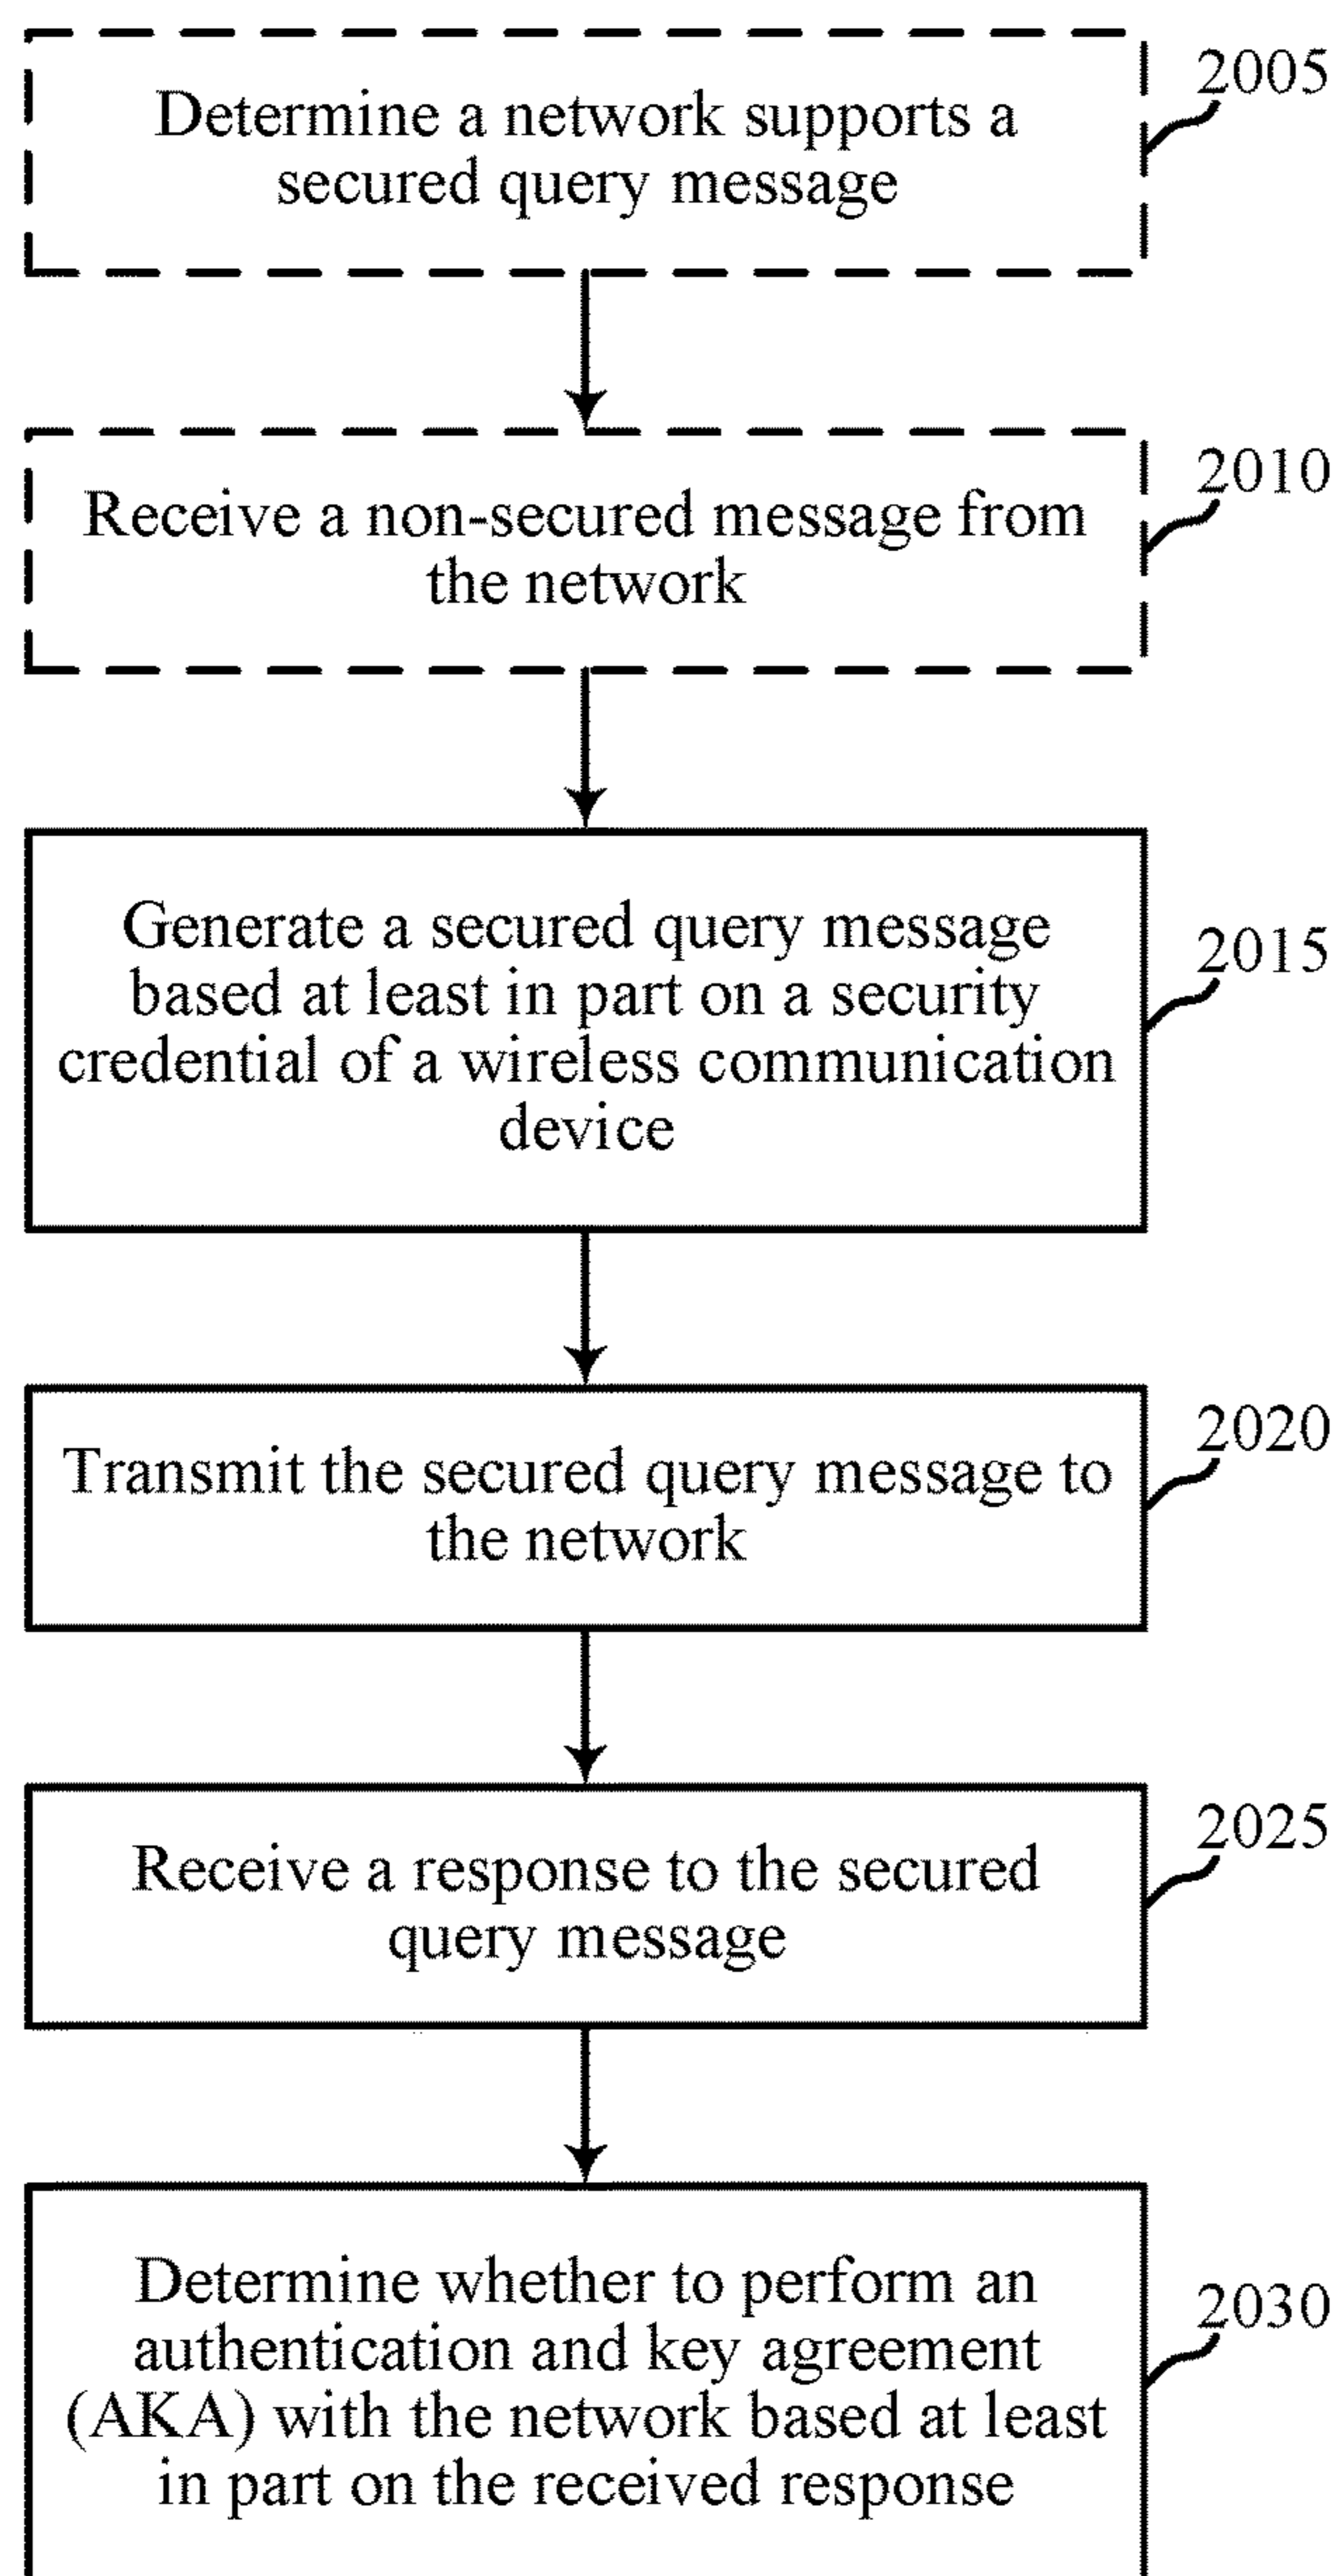 Determine a network supports a
secured query message
2005
Receive a non-secured message from
the network
2010
Generate a secured query message
based at least in part on a security
credential of a wireless communication
device
2015
Transmit the secured query message to
the network
2020
Receive a response to the secured
query message
2025
Determine whether to perform an
authentication and key agreement
(AKA) with the network based at least
in part on the received response
2030